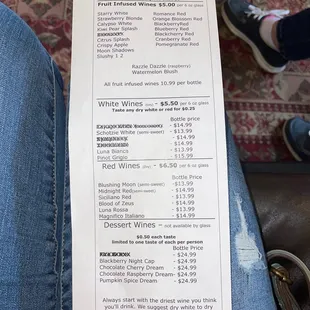 Fruit Infused Wines $5.00 per 6 oz glass
Starry White Romance Red
Strawberry Blonde Orange Blossom Red
Calypso White BlackberryRed
Kiwi Pear Splash Blueberry Red
Blackcherry Red
Citrus Splash Cranberry Red
Crispy Apple Pomegranate Red
Moon Shadows
Slushy 12
Razzle Dazzle (raspberry)
Watermelon Blush
All fruit infused wines 10.99 per bottle
White Wines - $5.50 per 6 oz glass
Taste any dry white or red for $0.25
Bottle price
-$14.99
Schotzie White (semi-sweet) -$13.99
-$14.99
-$14.99
Luna Bianca -$13.99
Pinot Grigio -$15.99
Red Wines - $6.50 per 6 oz glass
Bottle price
Blushing Moon (semi-sweet) -$13.99
Midnight Red(semi-sweet) -$14.99
Siciliano Red -$13.99
Blood of Zeus -$14.99
Luna Rossa -$13.99
Magnifico Italiano -$14.99
Dessert Wines - not available by glass
$0.50 each taste
limited to one taste of each per person
Bottle Price
-$24.99
Blackberry Night Cap -$24.99
Chocolate Cherry Dream -$24.99
Chocolate Raspberry Dream -$24.99
Pumpkin Spice Dream -$24.99
Always start with the driest wine you think
you'll drink. We suggest dry white to dry